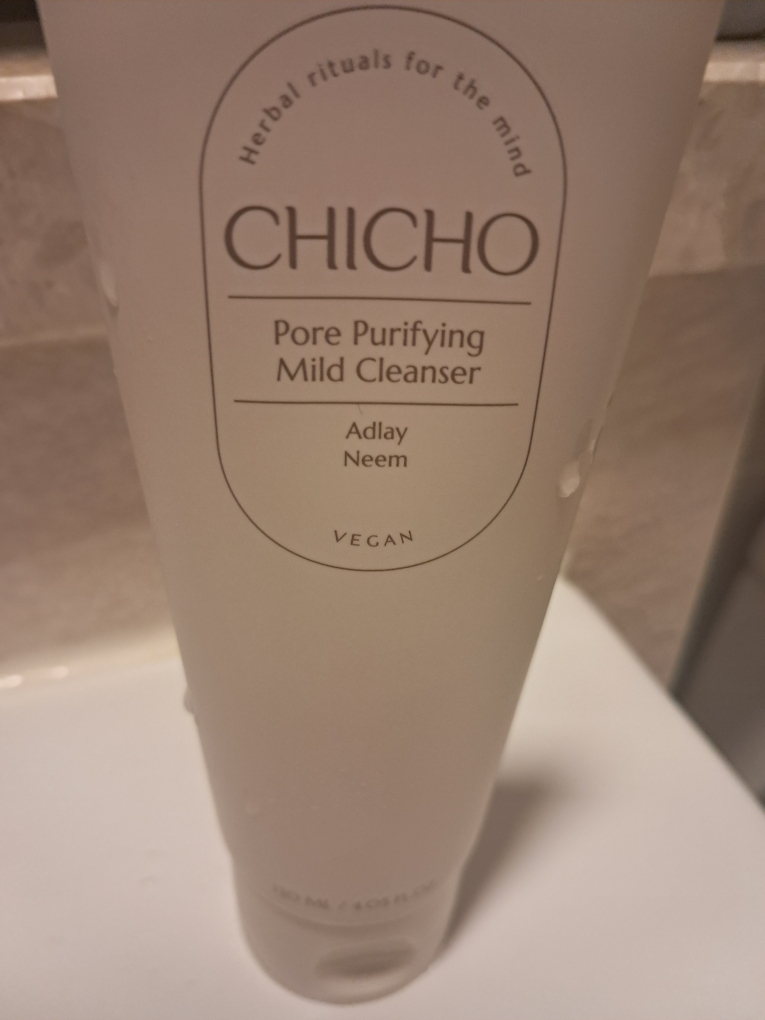 Herbal rituals for the mind
CHICHO
Pore Purifying
Mild Cleanser
Adlay
Neem
VEGAN